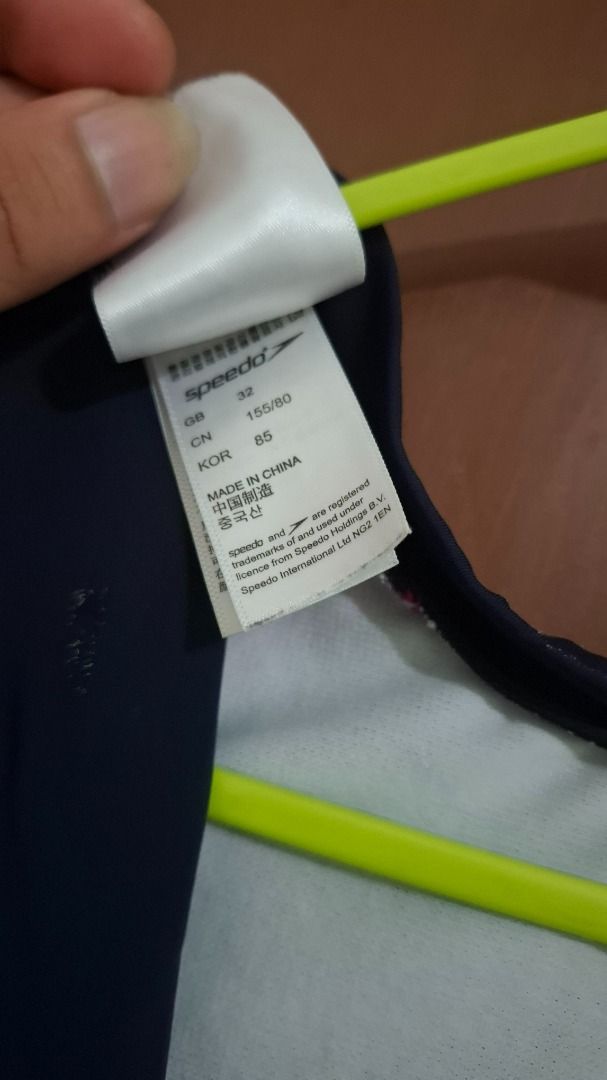 speedo
GB 32
CN 155/80
KOR 85
MADE IN CHINA
中国制造
중국산
speedo and are registered
trademarks of and used under
licence from Speedo Holdings B.V.
Speedo International Ltd NG2 1EN